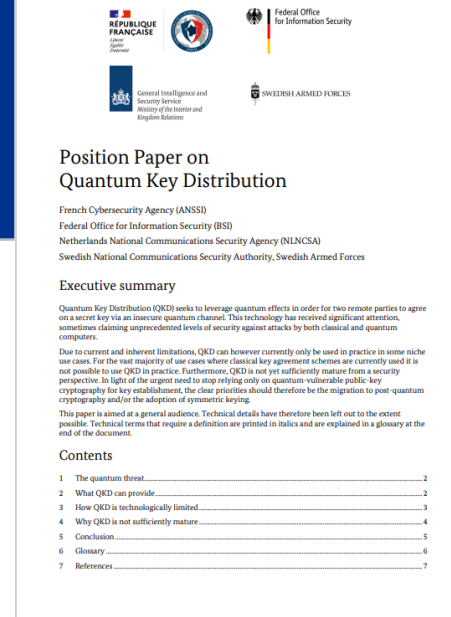 RÉPUBLIQUE
FRANÇAISE
Liberté
Égalité
Fraternité
Federal Office
for Information Security
General Intelligence and
Security Service
Ministry of the Interior and
Kingdom Relations
SWEDISH ARMED FORCES
Position Paper on
Quantum Key Distribution
French Cybersecurity Agency (ANSSI)
Federal Office for Information Security (BSI)
Netherlands National Communications Security Agency (NLNCSA)
Swedish National Communications Security Authority, Swedish Armed Forces
Executive summary
Quantum Key Distribution (QKD) seeks to leverage quantum effects in order for two remote parties to agree
on a secret key via an insecure quantum channel. This technology has received significant attention,
sometimes claiming unprecedented levels of security against attacks by both classical and quantum
computers.
Due to current and inherent limitations, QKD can however currently only be used in practice in some niche
use cases. For the vast majority of use cases where classical key agreement schemes are currently used it is
not possible to use QKD in practice. Furthermore, QKD is not yet sufficiently mature from a security
perspective. In light of the urgent need to stop relying only on quantum-vulnerable public-key
cryptography for key establishment, the clear priorities should therefore be the migration to post-quantum
cryptography and/or the adoption of symmetric keying.
This paper is aimed at a general audience. Technical details have therefore been left out to the extent
possible. Technical terms that require a definition are printed in italics and are explained in a glossary at the
end of the document.
Contents
1 The quantum threat 2
2 What QKD can provide 2
3 How QKD is technologically limited 3
4 Why QKD is not sufficiently mature 4
5 Conclusion 5
6 Glossary 6
7 References 7